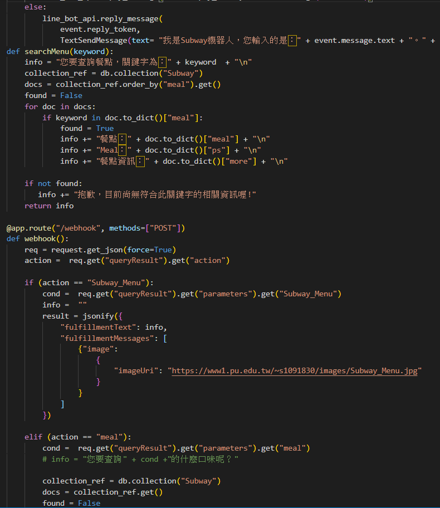 else:
line_bot_api.reply_message(
event.reply_token,
TextSendMessage(text= "我是Subway機器人，您輸入的是：" + event.message.text + "。" +
def searchMenu(keyword):
info = "您要查詢餐點，關鍵字為：" + keyword  + "\n"
collection_ref = db.collection("Subway")
docs = collection_ref.order_by("meal").get()
found = False
for doc in docs:
if keyword in doc.to_dict()["meal"]:
found = True
info += "餐點：" + doc.to_dict()["meal"] + "\n"
info += "Meal：" + doc.to_dict()["ps"] + "\n"
info += "餐點資訊：" + doc.to_dict()["more"] + "\n"
if not found:
info += "抱歉，目前尚無符合此關鍵字的相關資訊喔!"
return info
@app.route("/webhook", methods=["POST"])
def webhook():
req = request.get_json(force=True)
action =  req.get("queryResult").get("action")
if (action == "Subway_Menu"):
cond =  req.get("queryResult").get("parameters").get("Subway_Menu")
info =  ""
result = jsonify({
"fulfillmentText": info,
"fulfillmentMessages": [
{"image":
{
"imageUri": "https://www1.pu.edu.tw/~s1091830/images/Subway_Menu.jpg"
}
}
]
})
elif (action == "meal"):
cond =  req.get("queryResult").get("parameters").get("meal")
# info = "您要查詢" + cond +"的什麼口味呢？"
collection_ref = db.collection("Subway")
docs = collection_ref.get()
found = False